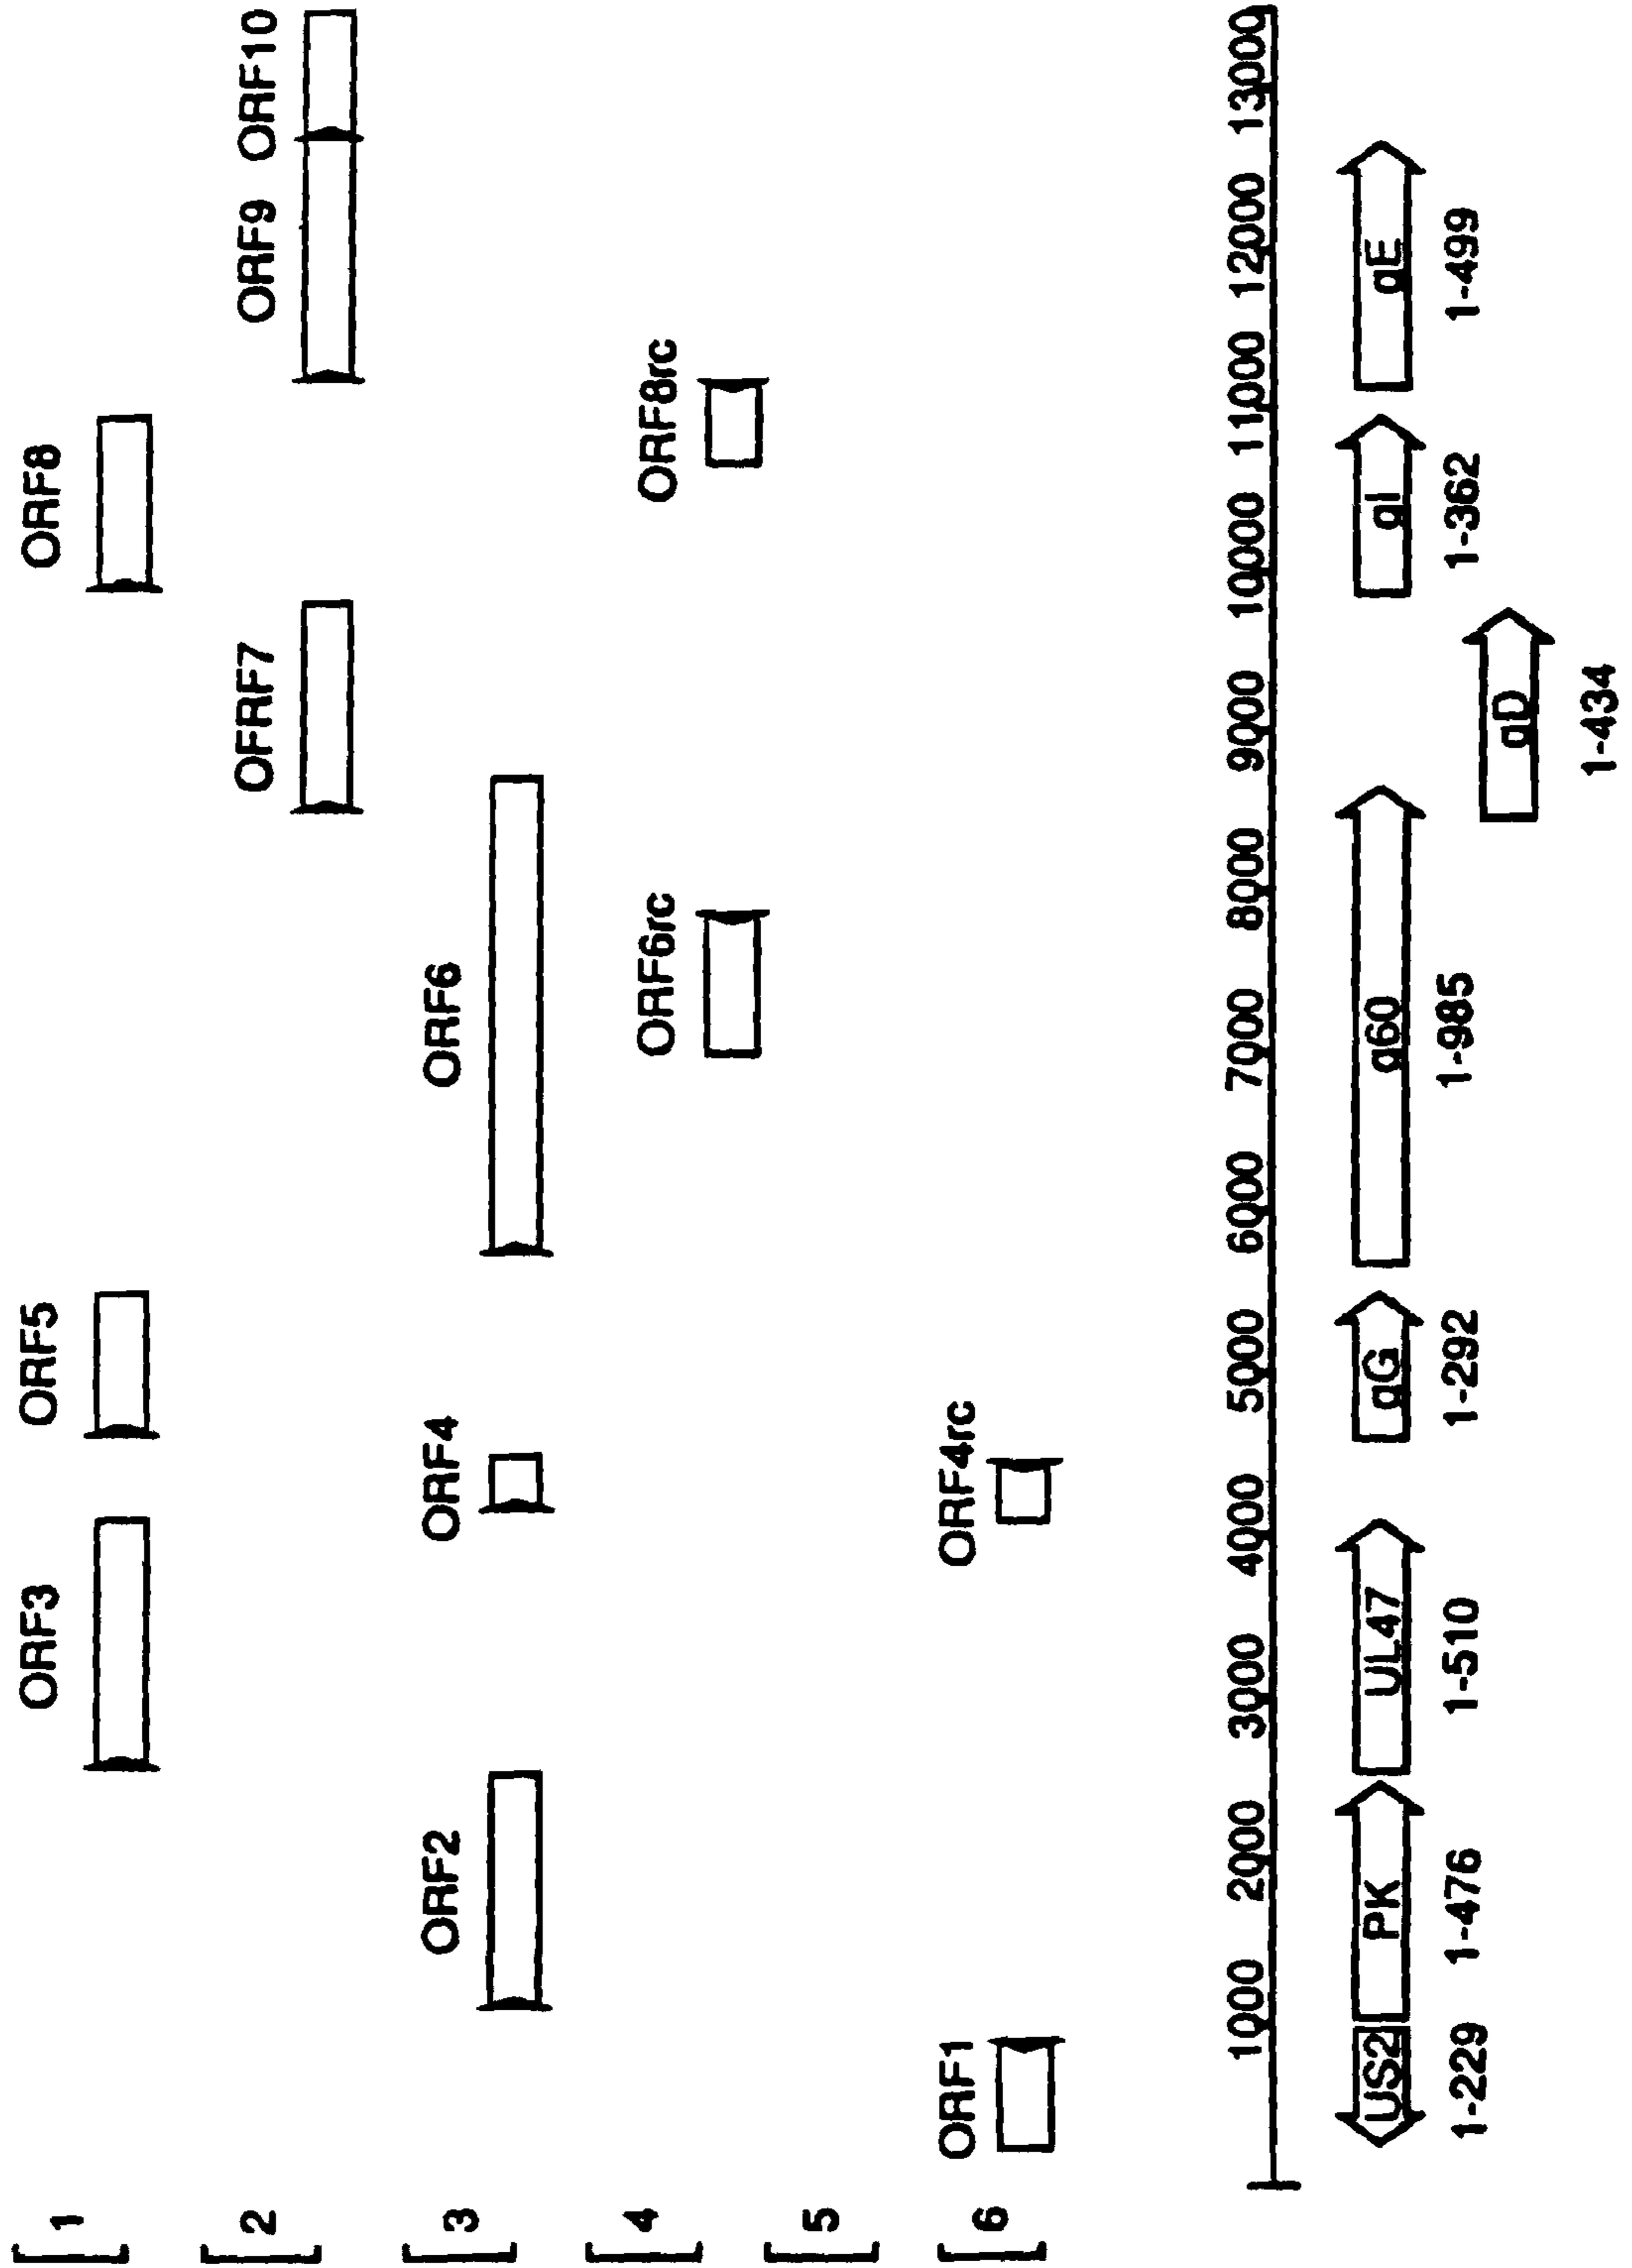 1
ORF3
ORF5
ORF8
2
OFRF7
ORF9
ORF10
3
ORF2
ORF4
ORF6
4
ORF6rc
ORF8rc
5
6
ORF1
ORF4rc
1000 2000 3000 4000 5000 6000 7000 8000 9000 10000 11000 12000 13000
US2 PK UL47 gG g60 gI gE
1-229 1-476 1-510 1-292 1-985 1-362 1-499
gD
1-434